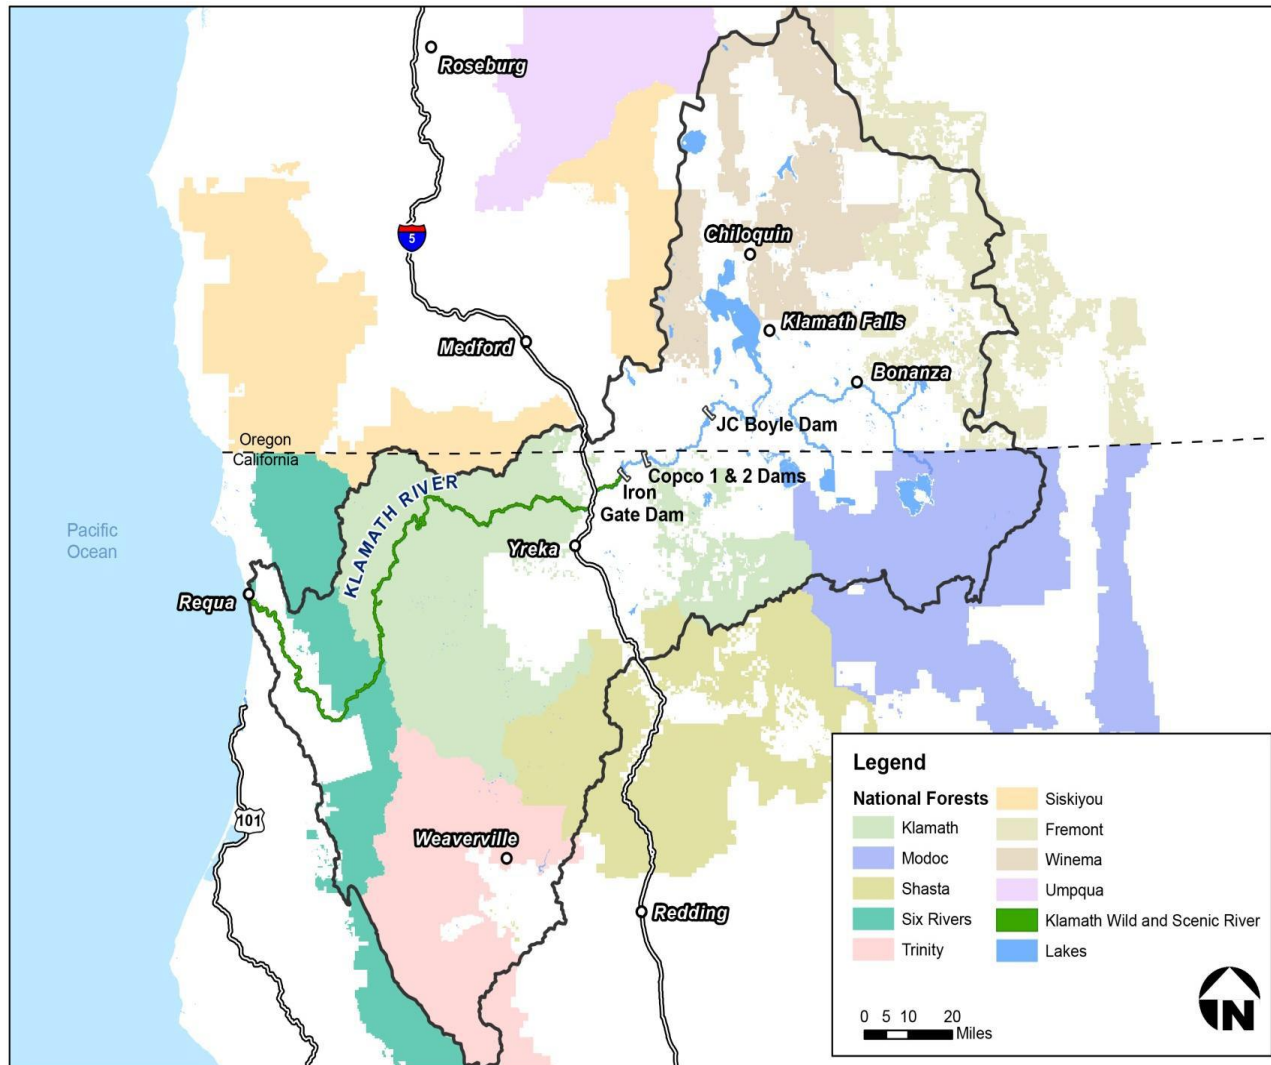 Roseburg
5
Chiloquin
Klamath Falls
Medford
Bonanza
JC Boyle Dam
Oregon
California
Copco 1 & 2 Dams
Iron
Gate Dam
KLAMATH RIVER
Pacific
Ocean
Yreka
Requa
101
Weaverville
Redding
Legend
National Forests
Klamath
Modoc
Shasta
Six Rivers
Trinity
Siskiyou
Fremont
Winema
Umpqua
Klamath Wild and Scenic River
Lakes
0 5 10 20
Miles
N